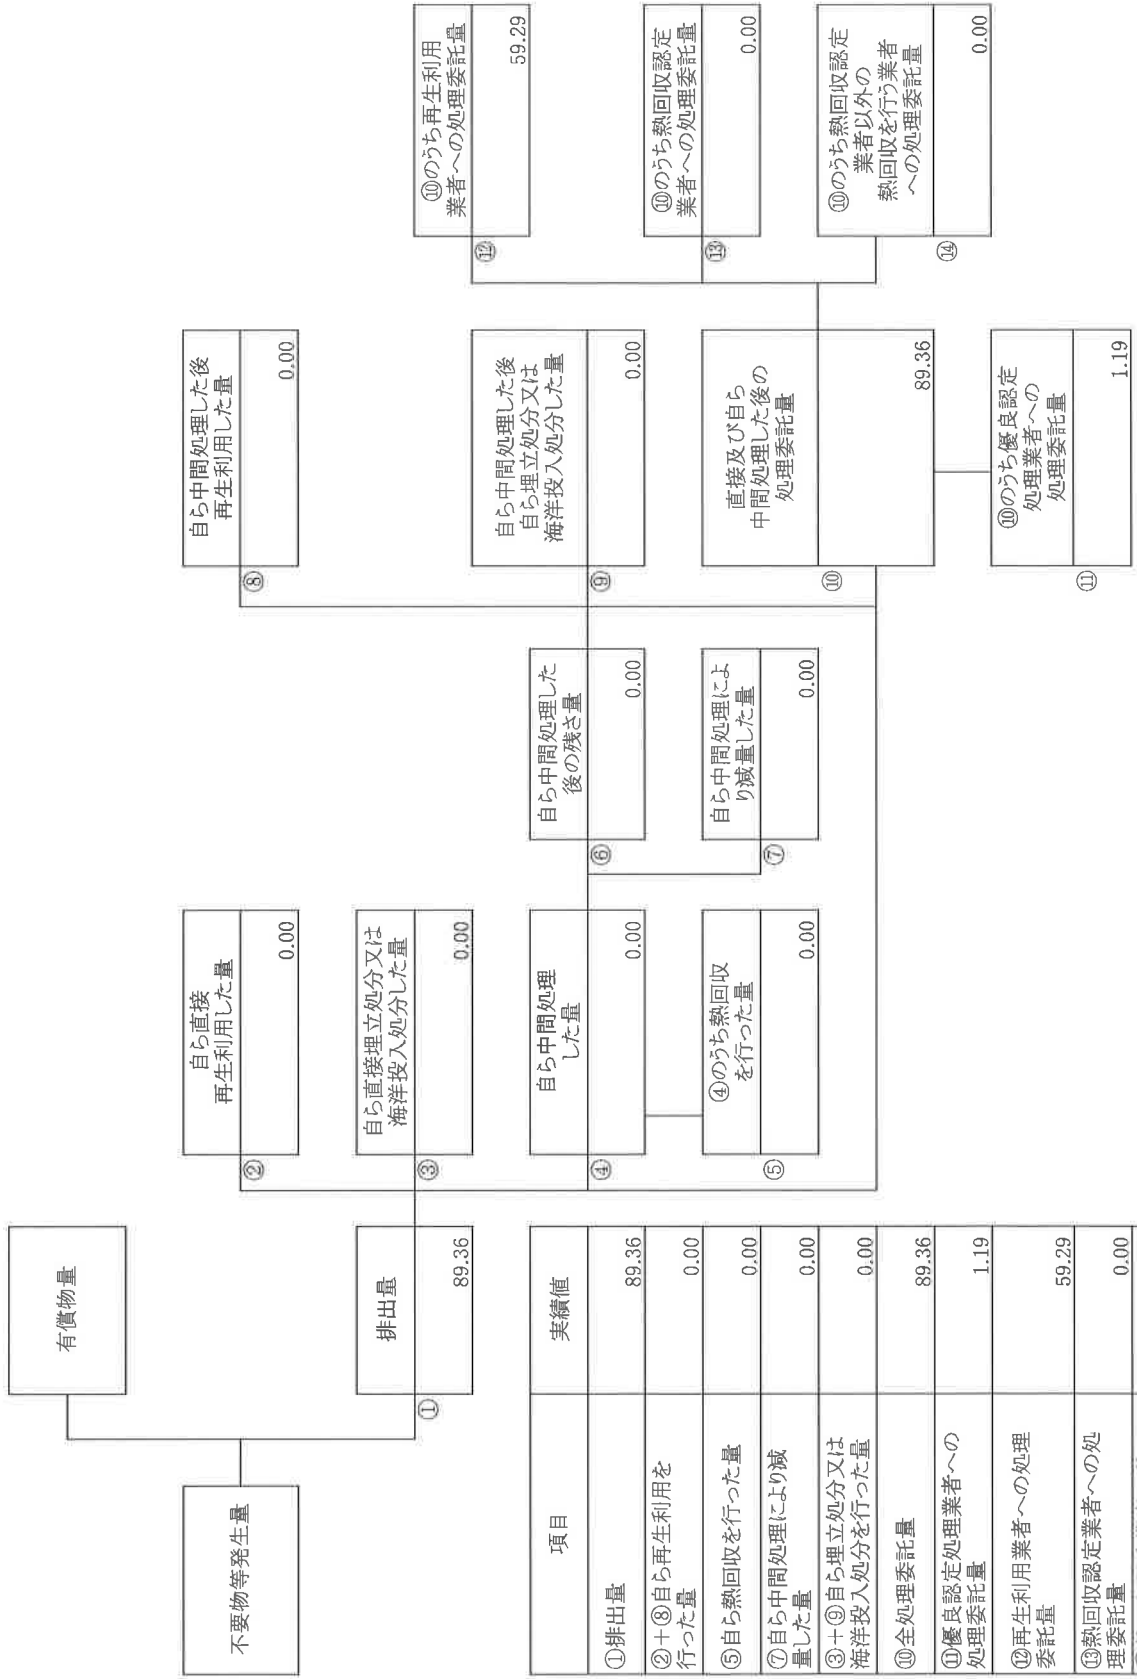 不要物等発生量
有償物量
①
排出量
89.36
②
自ら直接
再生利用した量
0.00
③
自ら直接埋立処分又は
海洋投入処分した量
0.00
④
自ら中間処理
した量
0.00
⑤
④のうち熱回収
を行った量
0.00
⑥
自ら中間処理した
後の残さ量
0.00
⑦
自ら中間処理によ
り減量した量
0.00
⑧
自ら中間処理した後
再生利用した量
0.00
⑨
自ら中間処理した後
自ら埋立処分又は
海洋投入処分した量
0.00
⑩
直接及び自ら
中間処理した後の
処理委託量
89.36
⑪
⑩のうち優良認定
処理業者への
処理委託量
1.19
⑫
⑩のうち再生利用
業者への処理委託量
59.29
⑬
⑩のうち熱回収認定
業者への処理委託量
0.00
⑭
⑩のうち熱回収認定
業者以外の
熱回収を行う業者
への処理委託量
0.00
項目 実績値
①排出量 89.36
②+⑧自ら再生利用を
行った量 0.00
⑤自ら熱回収を行った量 0.00
⑦自ら中間処理により減
量した量 0.00
③+⑨自ら埋立処分又は
海洋投入処分を行った量 0.00
⑩全処理委託量 89.36
⑪優良認定処理業者への
処理委託量 1.19
⑫再生利用業者への処理
委託量 59.29
⑬熱回収認定業者への処
理委託量 0.00